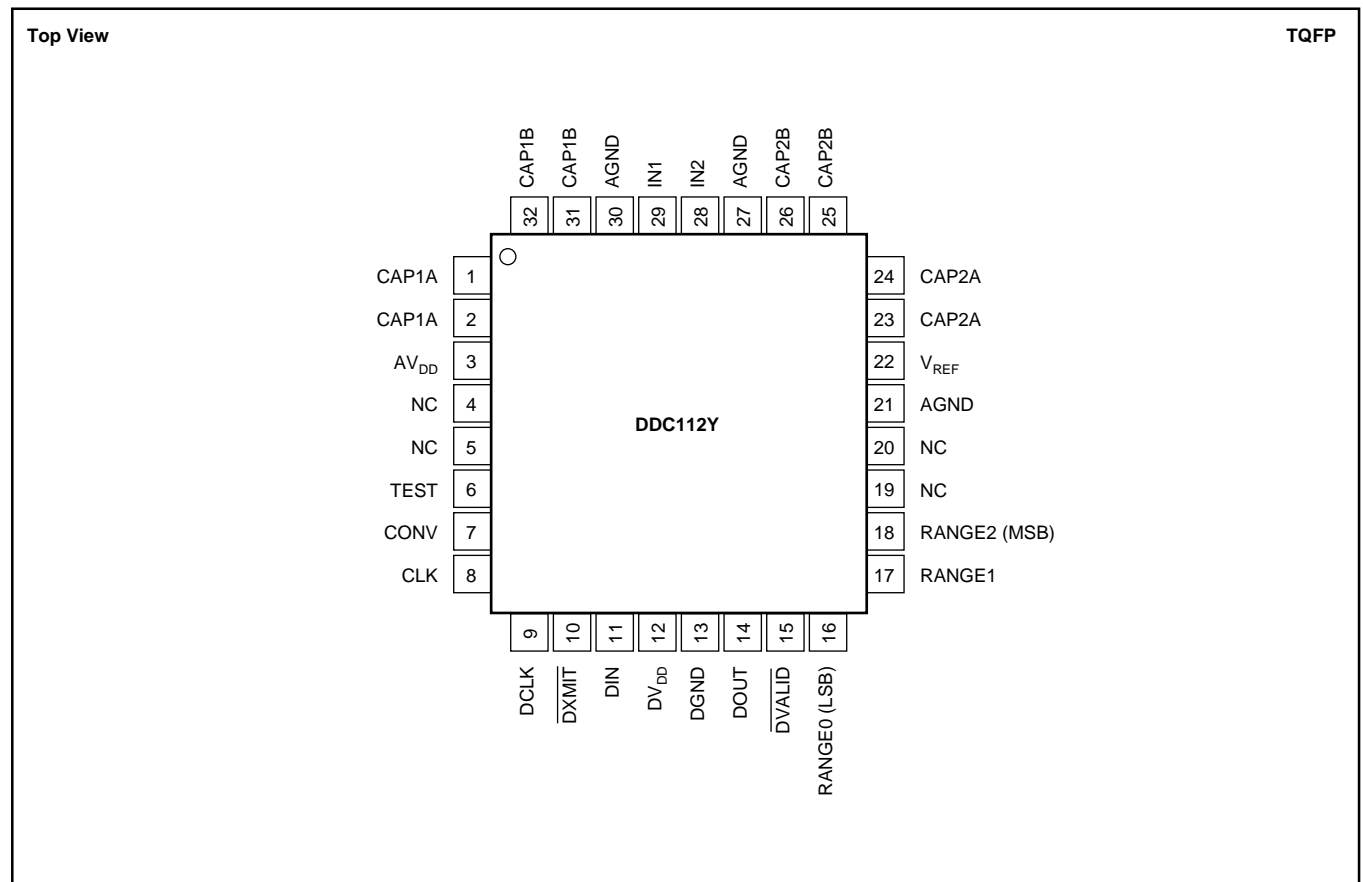 Top View
TQFP
CAP1B
CAP1B
AGND
IN1
IN2
AGND
CAP2B
CAP2B
32
31
30
29
28
27
26
25
CAP1A 1
CAP1A 2
AVDD 3
NC 4
NC 5
TEST 6
CONV 7
CLK 8
DDC112Y
24 CAP2A
23 CAP2A
22 VREF
21 AGND
20 NC
19 NC
18 RANGE2 (MSB)
17 RANGE1
9
10
11
12
13
14
15
16
DCLK
DXMIT
DIN
DVDD
DGND
DOUT
DVALID
RANGE0 (LSB)